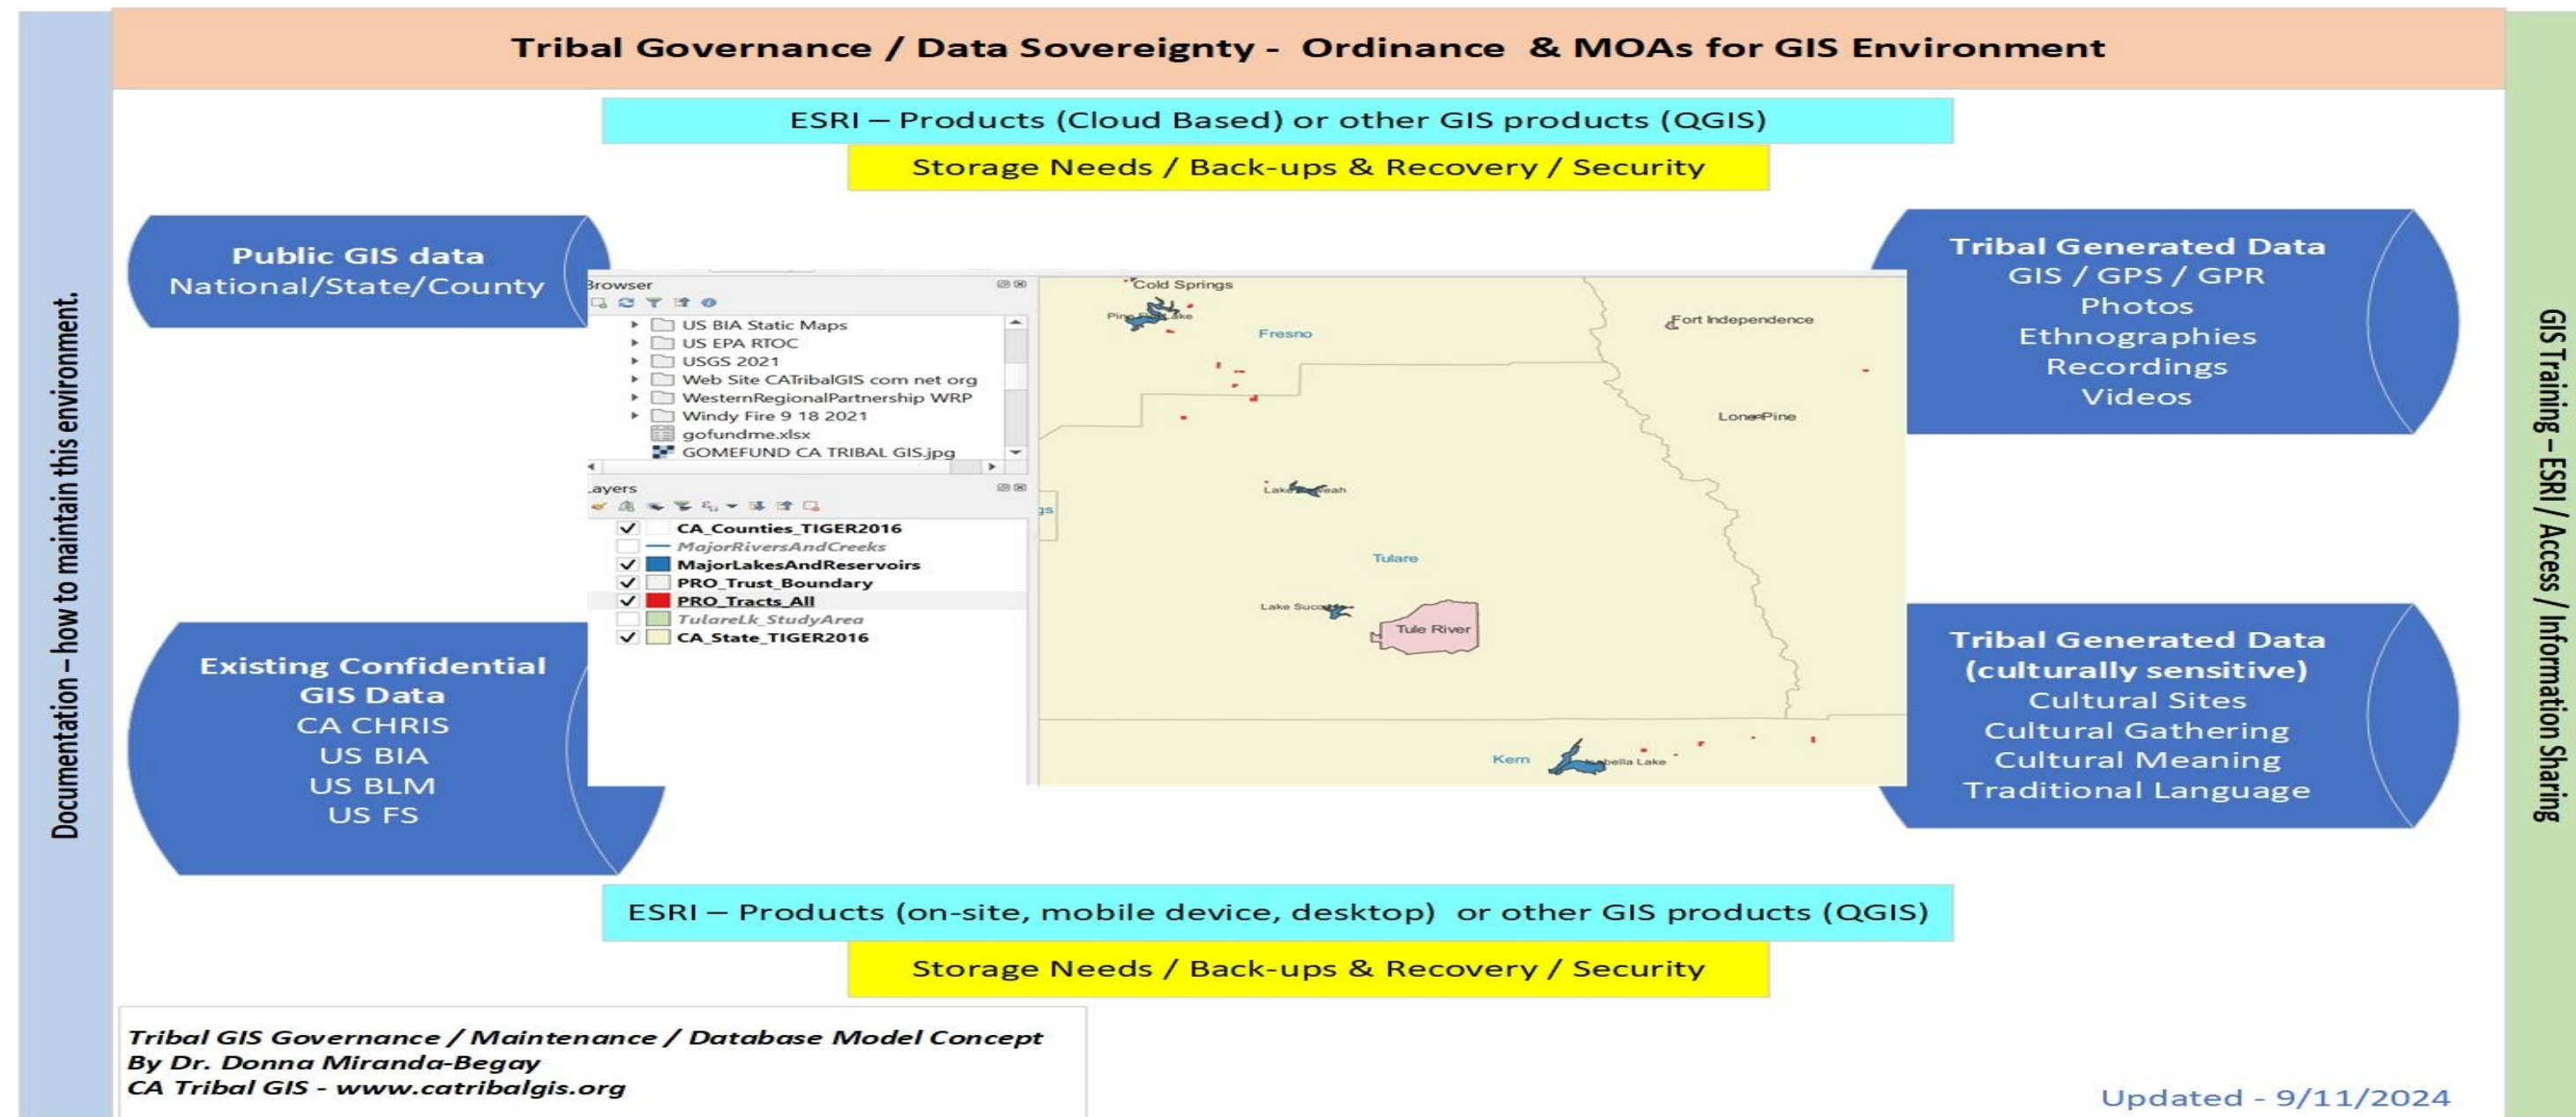 Tribal Governance / Data Sovereignty - Ordinance & MOAs for GIS Environment
ESRI – Products (Cloud Based) or other GIS products (QGIS)
Storage Needs / Back-ups & Recovery / Security
Documentation – how to maintain this environment.
Public GIS data
National/State/County
Existing Confidential
GIS Data
CA CHRIS
US BIA
US BLM
US FS
Browser
US BIA Static Maps
US EPA RTOC
USGS 2021
Web Site CATribalGIS com net org
WesternRegionalPartnership WRP
Windy Fire 9 18 2021
gofundme.xlsx
GOMEFUND CA TRIBAL GIS.jpg
Layers
CA_Counties_TIGER2016
MajorRiversAndCreeks
MajorLakesAndReservoirs
PRO_Trust_Boundary
PRO_Tracts_All
TulareLk_StudyArea
CA_State_TIGER2016
Cold Springs
Lake
Fresno
Fort Independence
Lone Pine
Lake
gs
Tulare
Lake
Tule River
Kern
Isabella Lake
Tribal Generated Data
GIS / GPS / GPR
Photos
Ethnographies
Recordings
Videos
Tribal Generated Data
(culturally sensitive)
Cultural Sites
Cultural Gathering
Cultural Meaning
Traditional Language
GIS Training – ESRI / Access / Information Sharing
ESRI – Products (on-site, mobile device, desktop) or other GIS products (QGIS)
Storage Needs / Back-ups & Recovery / Security
Tribal GIS Governance / Maintenance / Database Model Concept
By Dr. Donna Miranda-Begay
CA Tribal GIS - www.catribalgis.org
Updated - 9/11/2024